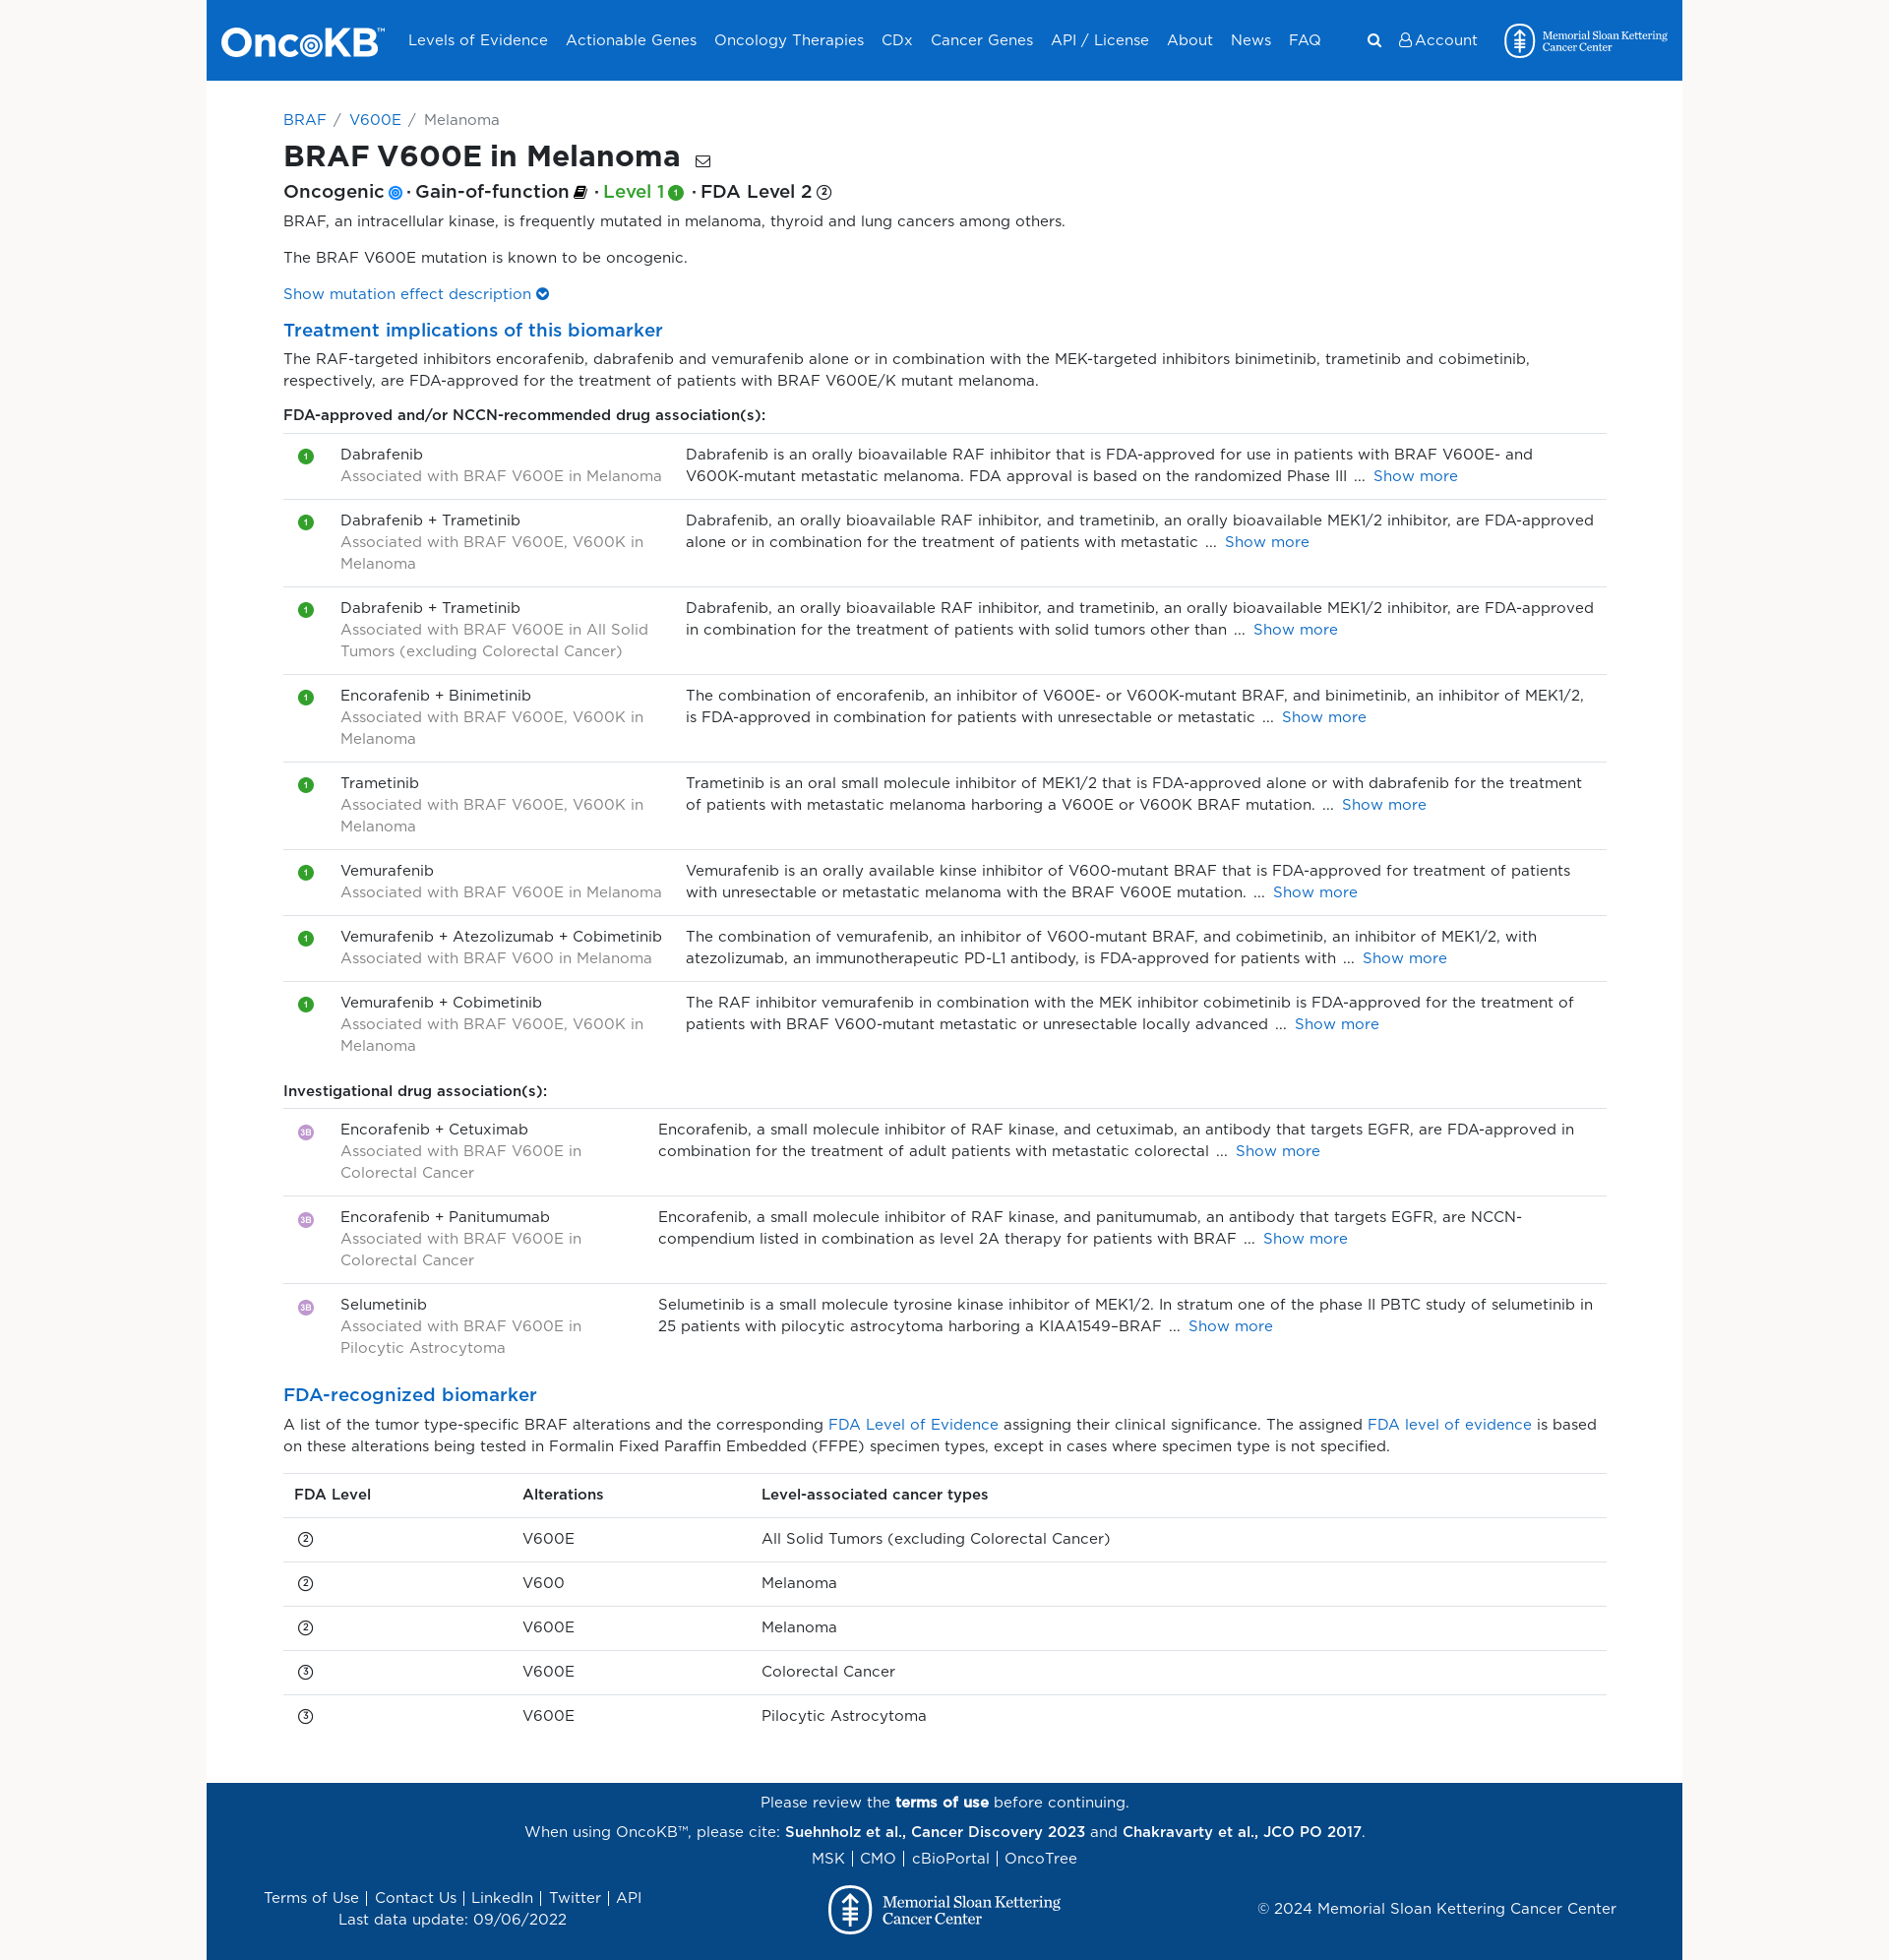 OncoKB™ Levels of Evidence Actionable Genes Oncology Therapies CDx Cancer Genes API / License About News FAQ Account Memorial Sloan Kettering
Cancer Center
BRAF / V600E / Melanoma
BRAF V600E in Melanoma
Oncogenic · Gain-of-function · Level 1 1 · FDA Level 2 2
BRAF, an intracellular kinase, is frequently mutated in melanoma, thyroid and lung cancers among others.
The BRAF V600E mutation is known to be oncogenic.
Show mutation effect description
Treatment implications of this biomarker
The RAF-targeted inhibitors encorafenib, dabrafenib and vemurafenib alone or in combination with the MEK-targeted inhibitors binimetinib, trametinib and cobimetinib,
respectively, are FDA-approved for the treatment of patients with BRAF V600E/K mutant melanoma.
FDA-approved and/or NCCN-recommended drug association(s):
1 Dabrafenib
Associated with BRAF V600E in Melanoma
Dabrafenib is an orally bioavailable RAF inhibitor that is FDA-approved for use in patients with BRAF V600E- and
V600K-mutant metastatic melanoma. FDA approval is based on the randomized Phase III ... Show more
1 Dabrafenib + Trametinib
Associated with BRAF V600E, V600K in
Melanoma
Dabrafenib, an orally bioavailable RAF inhibitor, and trametinib, an orally bioavailable MEK1/2 inhibitor, are FDA-approved
alone or in combination for the treatment of patients with metastatic ... Show more
1 Dabrafenib + Trametinib
Associated with BRAF V600E in All Solid
Tumors (excluding Colorectal Cancer)
Dabrafenib, an orally bioavailable RAF inhibitor, and trametinib, an orally bioavailable MEK1/2 inhibitor, are FDA-approved
in combination for the treatment of patients with solid tumors other than ... Show more
1 Encorafenib + Binimetinib
Associated with BRAF V600E, V600K in
Melanoma
The combination of encorafenib, an inhibitor of V600E- or V600K-mutant BRAF, and binimetinib, an inhibitor of MEK1/2,
is FDA-approved in combination for patients with unresectable or metastatic ... Show more
1 Trametinib
Associated with BRAF V600E, V600K in
Melanoma
Trametinib is an oral small molecule inhibitor of MEK1/2 that is FDA-approved alone or with dabrafenib for the treatment
of patients with metastatic melanoma harboring a V600E or V600K BRAF mutation. ... Show more
1 Vemurafenib
Associated with BRAF V600E in Melanoma
Vemurafenib is an orally available kinse inhibitor of V600-mutant BRAF that is FDA-approved for treatment of patients
with unresectable or metastatic melanoma with the BRAF V600E mutation. ... Show more
1 Vemurafenib + Atezolizumab + Cobimetinib
Associated with BRAF V600 in Melanoma
The combination of vemurafenib, an inhibitor of V600-mutant BRAF, and cobimetinib, an inhibitor of MEK1/2, with
atezolizumab, an immunotherapeutic PD-L1 antibody, is FDA-approved for patients with ... Show more
1 Vemurafenib + Cobimetinib
Associated with BRAF V600E, V600K in
Melanoma
The RAF inhibitor vemurafenib in combination with the MEK inhibitor cobimetinib is FDA-approved for the treatment of
patients with BRAF V600-mutant metastatic or unresectable locally advanced ... Show more
Investigational drug association(s):
3B Encorafenib + Cetuximab
Associated with BRAF V600E in
Colorectal Cancer
Encorafenib, a small molecule inhibitor of RAF kinase, and cetuximab, an antibody that targets EGFR, are FDA-approved in
combination for the treatment of adult patients with metastatic colorectal ... Show more
3B Encorafenib + Panitumumab
Associated with BRAF V600E in
Colorectal Cancer
Encorafenib, a small molecule inhibitor of RAF kinase, and panitumumab, an antibody that targets EGFR, are NCCN-
compendium listed in combination as level 2A therapy for patients with BRAF ... Show more
3B Selumetinib
Associated with BRAF V600E in
Pilocytic Astrocytoma
Selumetinib is a small molecule tyrosine kinase inhibitor of MEK1/2. In stratum one of the phase II PBTC study of selumetinib in
25 patients with pilocytic astrocytoma harboring a KIAA1549–BRAF ... Show more
FDA-recognized biomarker
A list of the tumor type-specific BRAF alterations and the corresponding FDA Level of Evidence assigning their clinical significance. The assigned FDA level of evidence is based
on these alterations being tested in Formalin Fixed Paraffin Embedded (FFPE) specimen types, except in cases where specimen type is not specified.
FDA Level Alterations Level-associated cancer types
2 V600E All Solid Tumors (excluding Colorectal Cancer)
2 V600 Melanoma
2 V600E Melanoma
3 V600E Colorectal Cancer
3 V600E Pilocytic Astrocytoma
Please review the terms of use before continuing.
When using OncoKB™, please cite: Suehnholz et al., Cancer Discovery 2023 and Chakravarty et al., JCO PO 2017.
MSK | CMO | cBioPortal | OncoTree
Terms of Use | Contact Us | LinkedIn | Twitter | API
Last data update: 09/06/2022
Memorial Sloan Kettering
Cancer Center
© 2024 Memorial Sloan Kettering Cancer Center